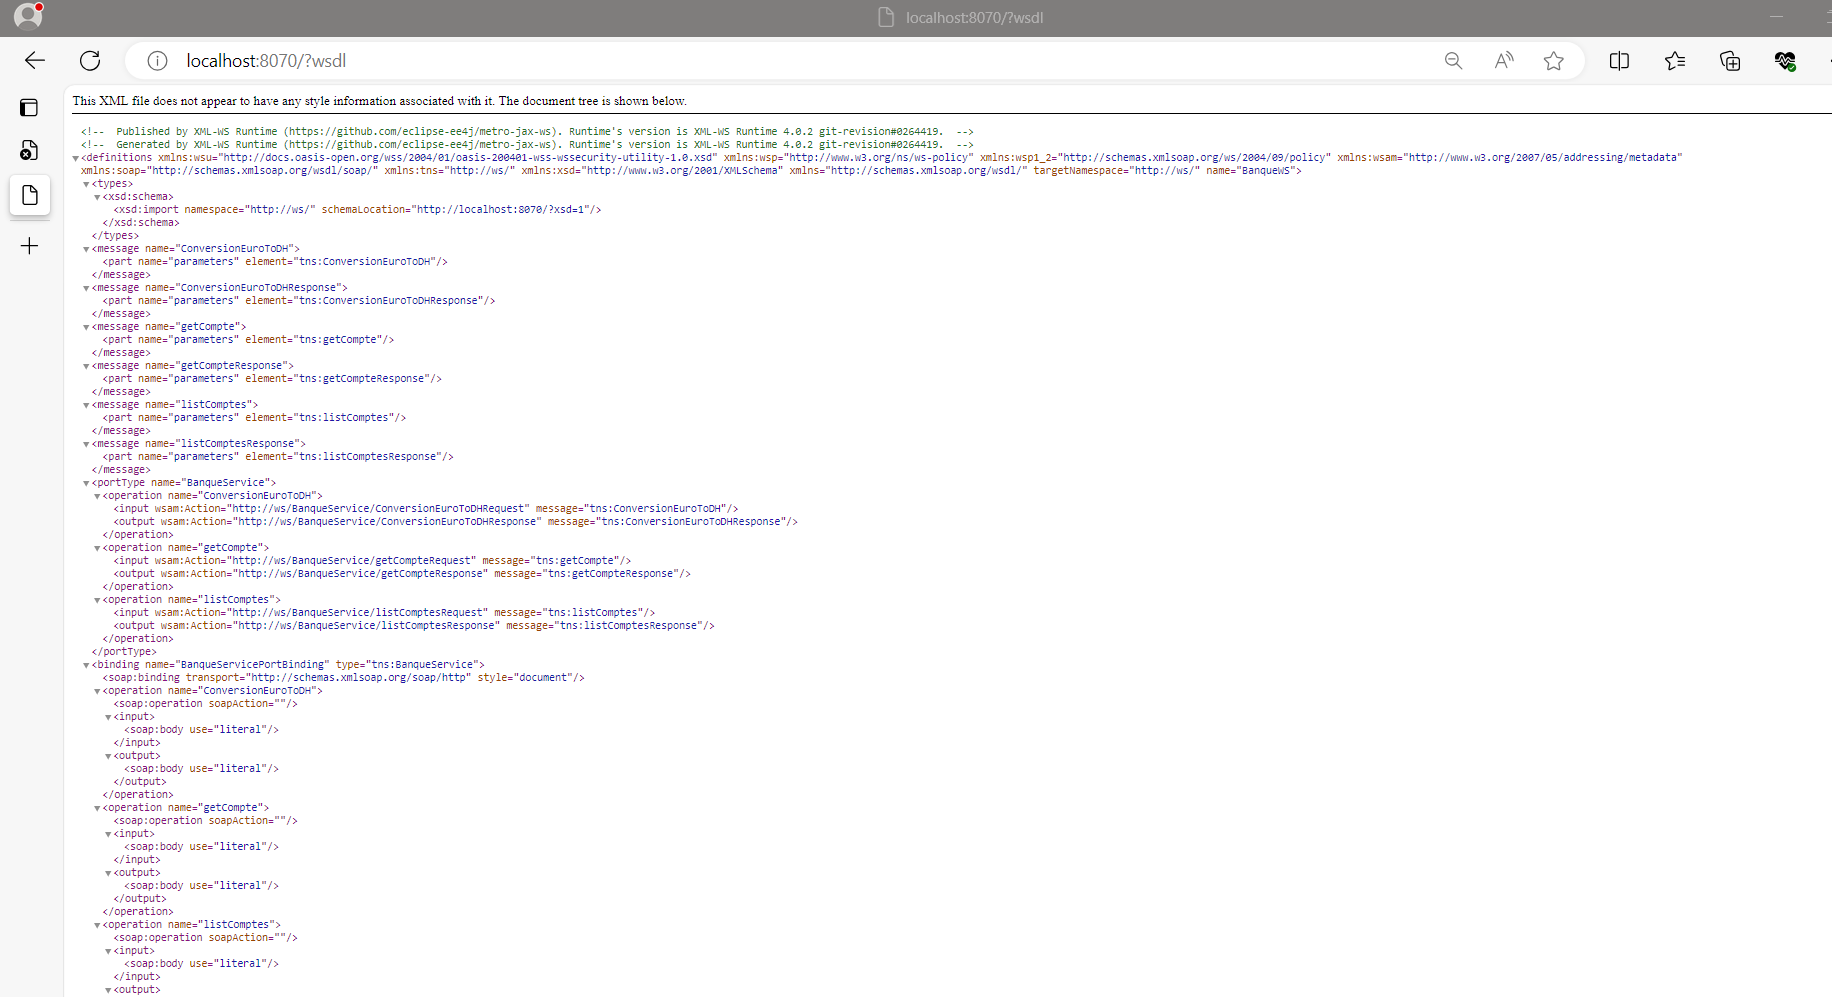 localhost:8070/?wsdl
localhost:8070/?wsdl
This XML file does not appear to have any style information associated with it. The document tree is shown below.
<!-- Published by XML-WS Runtime (https://github.com/eclipse-ee4j/metro-jax-ws). Runtime's version is XML-WS Runtime 4.0.2 git-revision#0264419. -->
<!-- Generated by XML-WS Runtime (https://github.com/eclipse-ee4j/metro-jax-ws). Runtime's version is XML-WS Runtime 4.0.2 git-revision#0264419. -->
<definitions xmlns:wsu="http://docs.oasis-open.org/wss/2004/01/oasis-200401-wss-wssecurity-utility-1.0.xsd" xmlns:wsp="http://www.w3.org/ns/ws-policy" xmlns:wsp1_2="http://schemas.xmlsoap.org/ws/2004/09/policy" xmlns:wsam="http://www.w3.org/2007/05/addressing/metadata"
xmlns:soap="http://schemas.xmlsoap.org/wsdl/soap/" xmlns:tns="http://ws/" xmlns:xsd="http://www.w3.org/2001/XMLSchema" xmlns="http://schemas.xmlsoap.org/wsdl/" targetNamespace="http://ws/" name="BanqueWS">
<types>
<xsd:schema>
<xsd:import namespace="http://ws/" schemaLocation="http://localhost:8070/?xsd=1"/>
</xsd:schema>
</types>
<message name="ConversionEuroToDH">
<part name="parameters" element="tns:ConversionEuroToDH"/>
</message>
<message name="ConversionEuroToDHResponse">
<part name="parameters" element="tns:ConversionEuroToDHResponse"/>
</message>
<message name="getCompte">
<part name="parameters" element="tns:getCompte"/>
</message>
<message name="getCompteResponse">
<part name="parameters" element="tns:getCompteResponse"/>
</message>
<message name="listComptes">
<part name="parameters" element="tns:listComptes"/>
</message>
<message name="listComptesResponse">
<part name="parameters" element="tns:listComptesResponse"/>
</message>
<portType name="BanqueService">
<operation name="ConversionEuroToDH">
<input wsam:Action="http://ws/BanqueService/ConversionEuroToDHRequest" message="tns:ConversionEuroToDH"/>
<output wsam:Action="http://ws/BanqueService/ConversionEuroToDHResponse" message="tns:ConversionEuroToDHResponse"/>
</operation>
<operation name="getCompte">
<input wsam:Action="http://ws/BanqueService/getCompteRequest" message="tns:getCompte"/>
<output wsam:Action="http://ws/BanqueService/getCompteResponse" message="tns:getCompteResponse"/>
</operation>
<operation name="listComptes">
<input wsam:Action="http://ws/BanqueService/listComptesRequest" message="tns:listComptes"/>
<output wsam:Action="http://ws/BanqueService/listComptesResponse" message="tns:listComptesResponse"/>
</operation>
</portType>
<binding name="BanqueServicePortBinding" type="tns:BanqueService">
<soap:binding transport="http://schemas.xmlsoap.org/soap/http" style="document"/>
<operation name="ConversionEuroToDH">
<soap:operation soapAction=""/>
<input>
<soap:body use="literal"/>
</input>
<output>
<soap:body use="literal"/>
</output>
</operation>
<operation name="getCompte">
<soap:operation soapAction=""/>
<input>
<soap:body use="literal"/>
</input>
<output>
<soap:body use="literal"/>
</output>
</operation>
<operation name="listComptes">
<soap:operation soapAction=""/>
<input>
<soap:body use="literal"/>
</input>
<output>